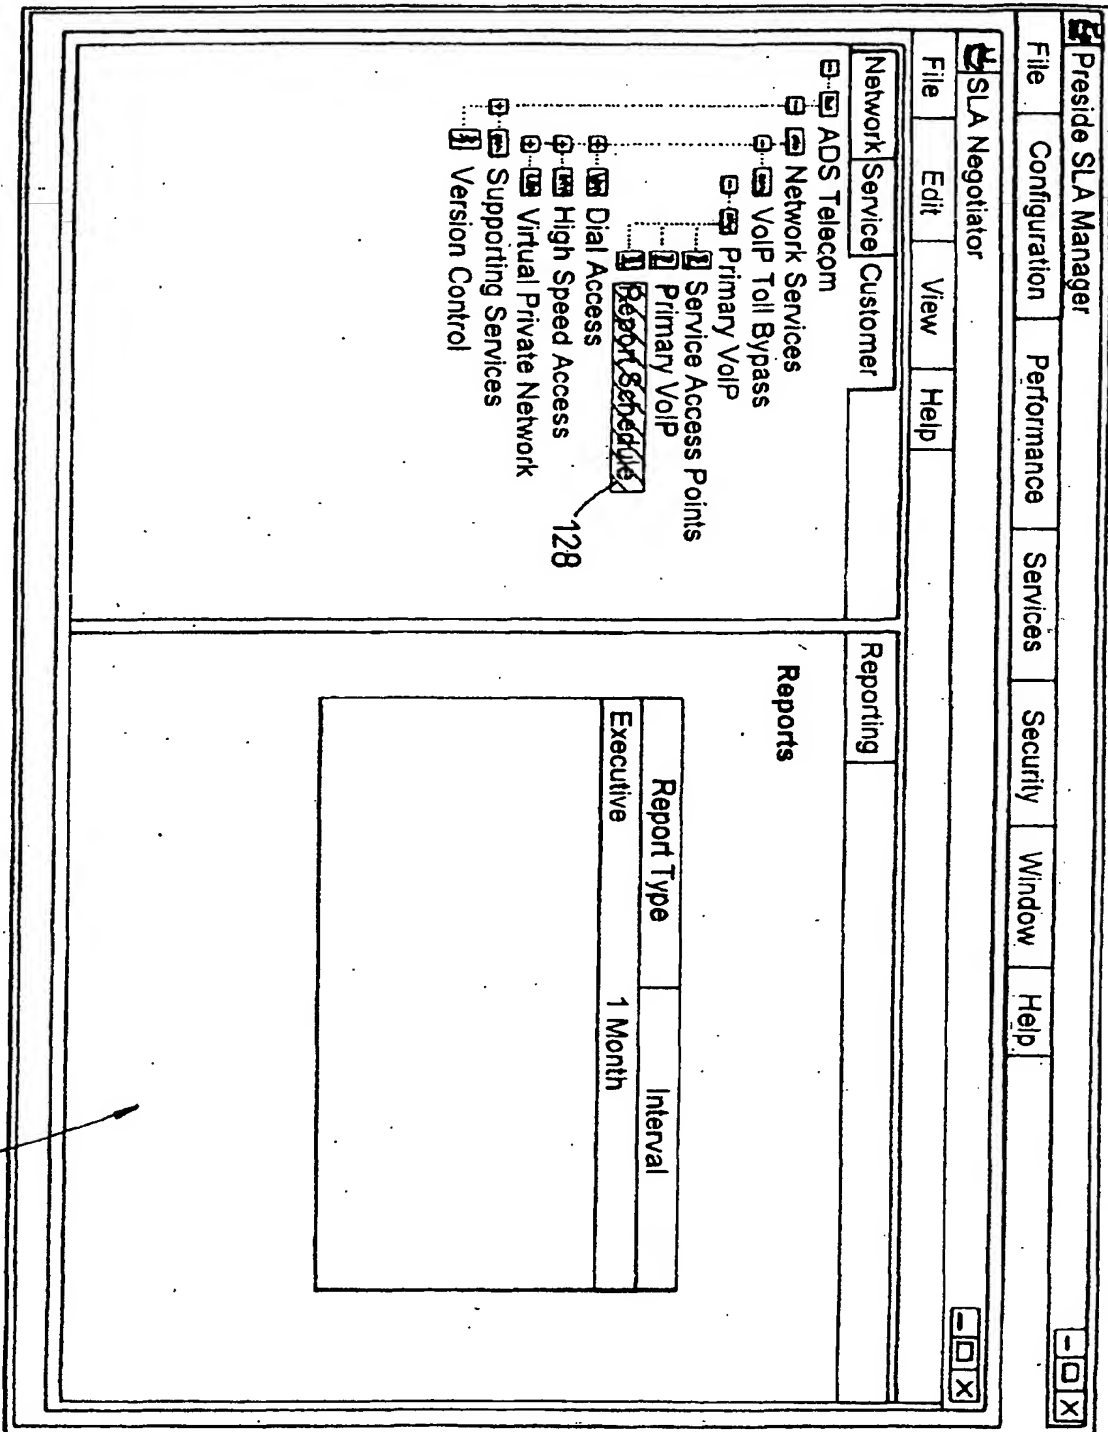 Preside SLA Manager
File Configuration Performance Services Security Window Help
SLA Negotiator
File Edit View Help
Network Service Customer
ADS Telecom
Network Services
VoIP Toll Bypass
Primary VoIP
Service Access Points
Primary VoIP
Report Schedule
128
Dial Access
High Speed Access
Virtual Private Network
Supporting Services
Version Control
Reporting
Reports
Report Type Interval
Executive 1 Month